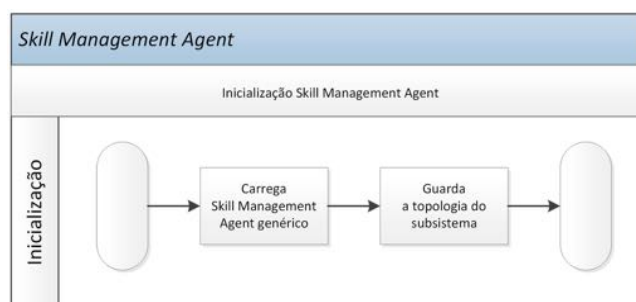 Skill Management Agent
Inicialização Skill Management Agent
Inicialização
Carrega
Skill Management
Agent genérico
Guarda
a topologia do
subsistema